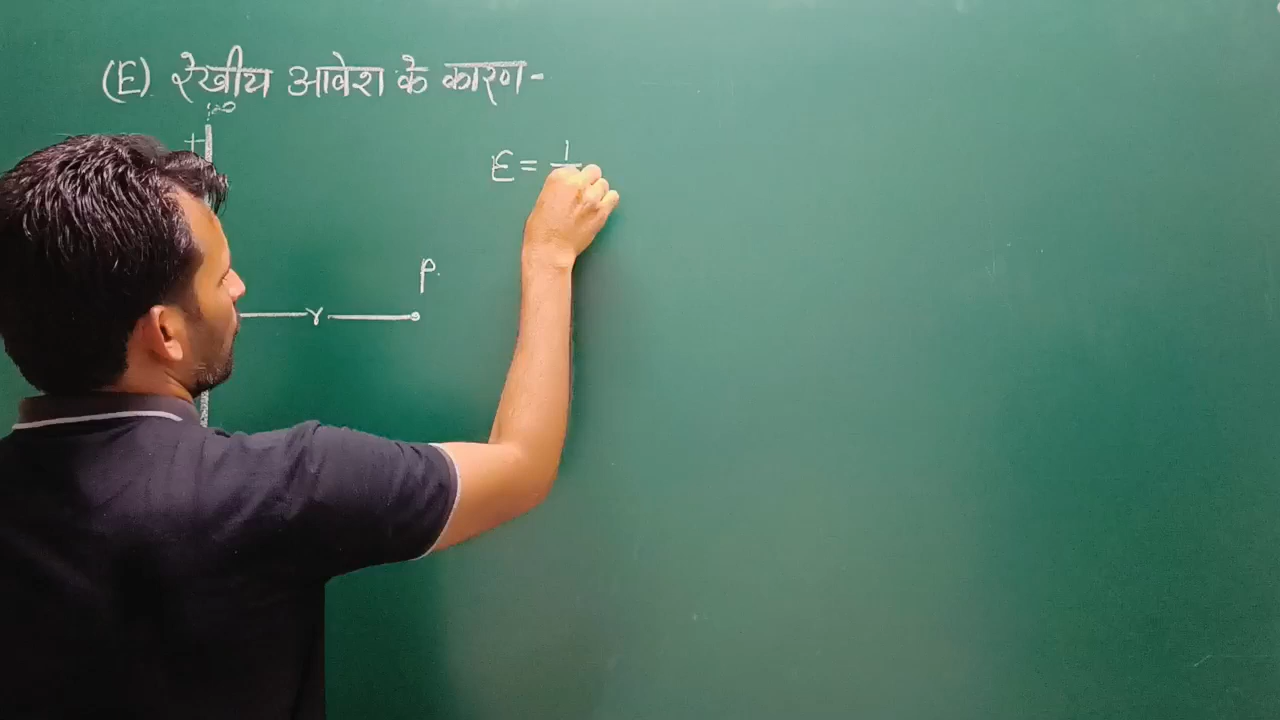 (E) रेखीय आवेश के कारण-
∞
+
E = 1
P.
r